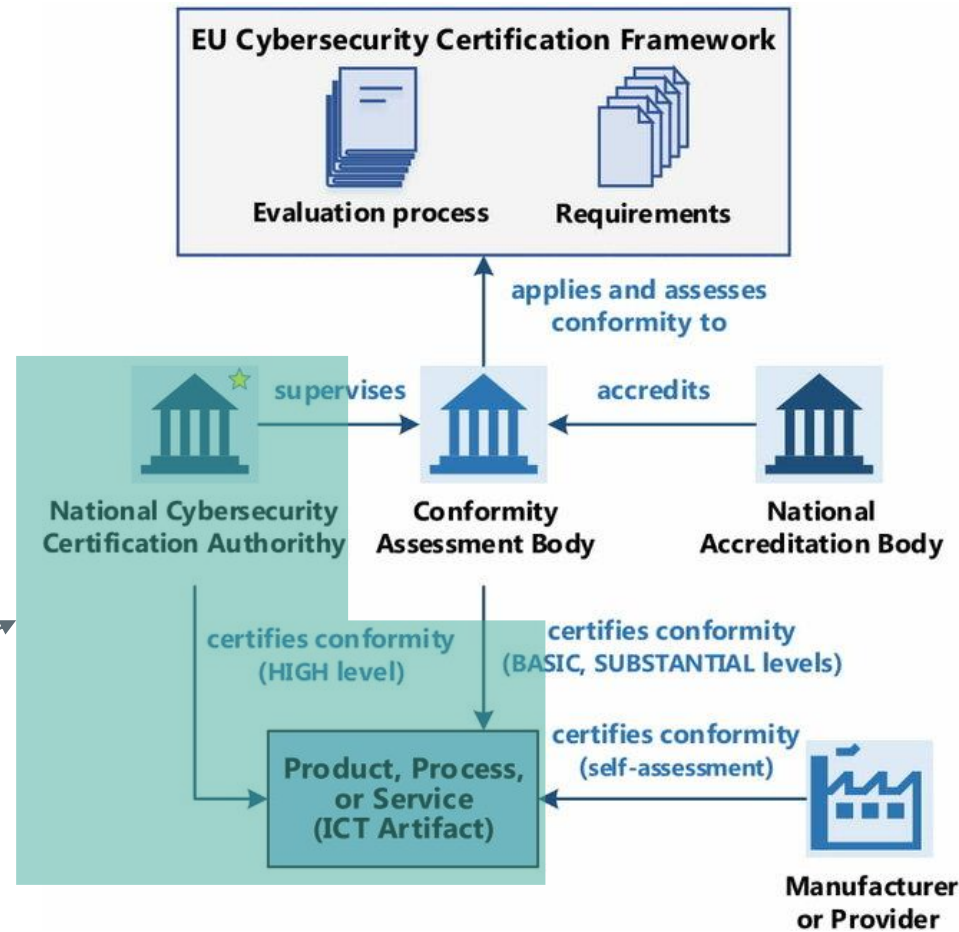 EU Cybersecurity Certification Framework
Evaluation process
Requirements
applies and assesses
conformity to
supervises
accredits
National Cybersecurity
Certification Authorithy
Conformity
Assessment Body
National
Accreditation Body
certifies conformity
(HIGH level)
certifies conformity
(BASIC, SUBSTANTIAL levels)
certifies conformity
(self-assessment)
Product, Process,
or Service
(ICT Artifact)
Manufacturer
or Provider